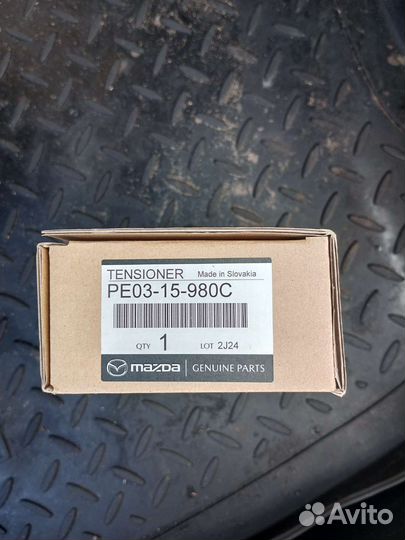 TENSIONER Made in Slovakia
PE03-15-980C
QTY 1 LOT 2J24
mazda GENUINE PARTS
Avito